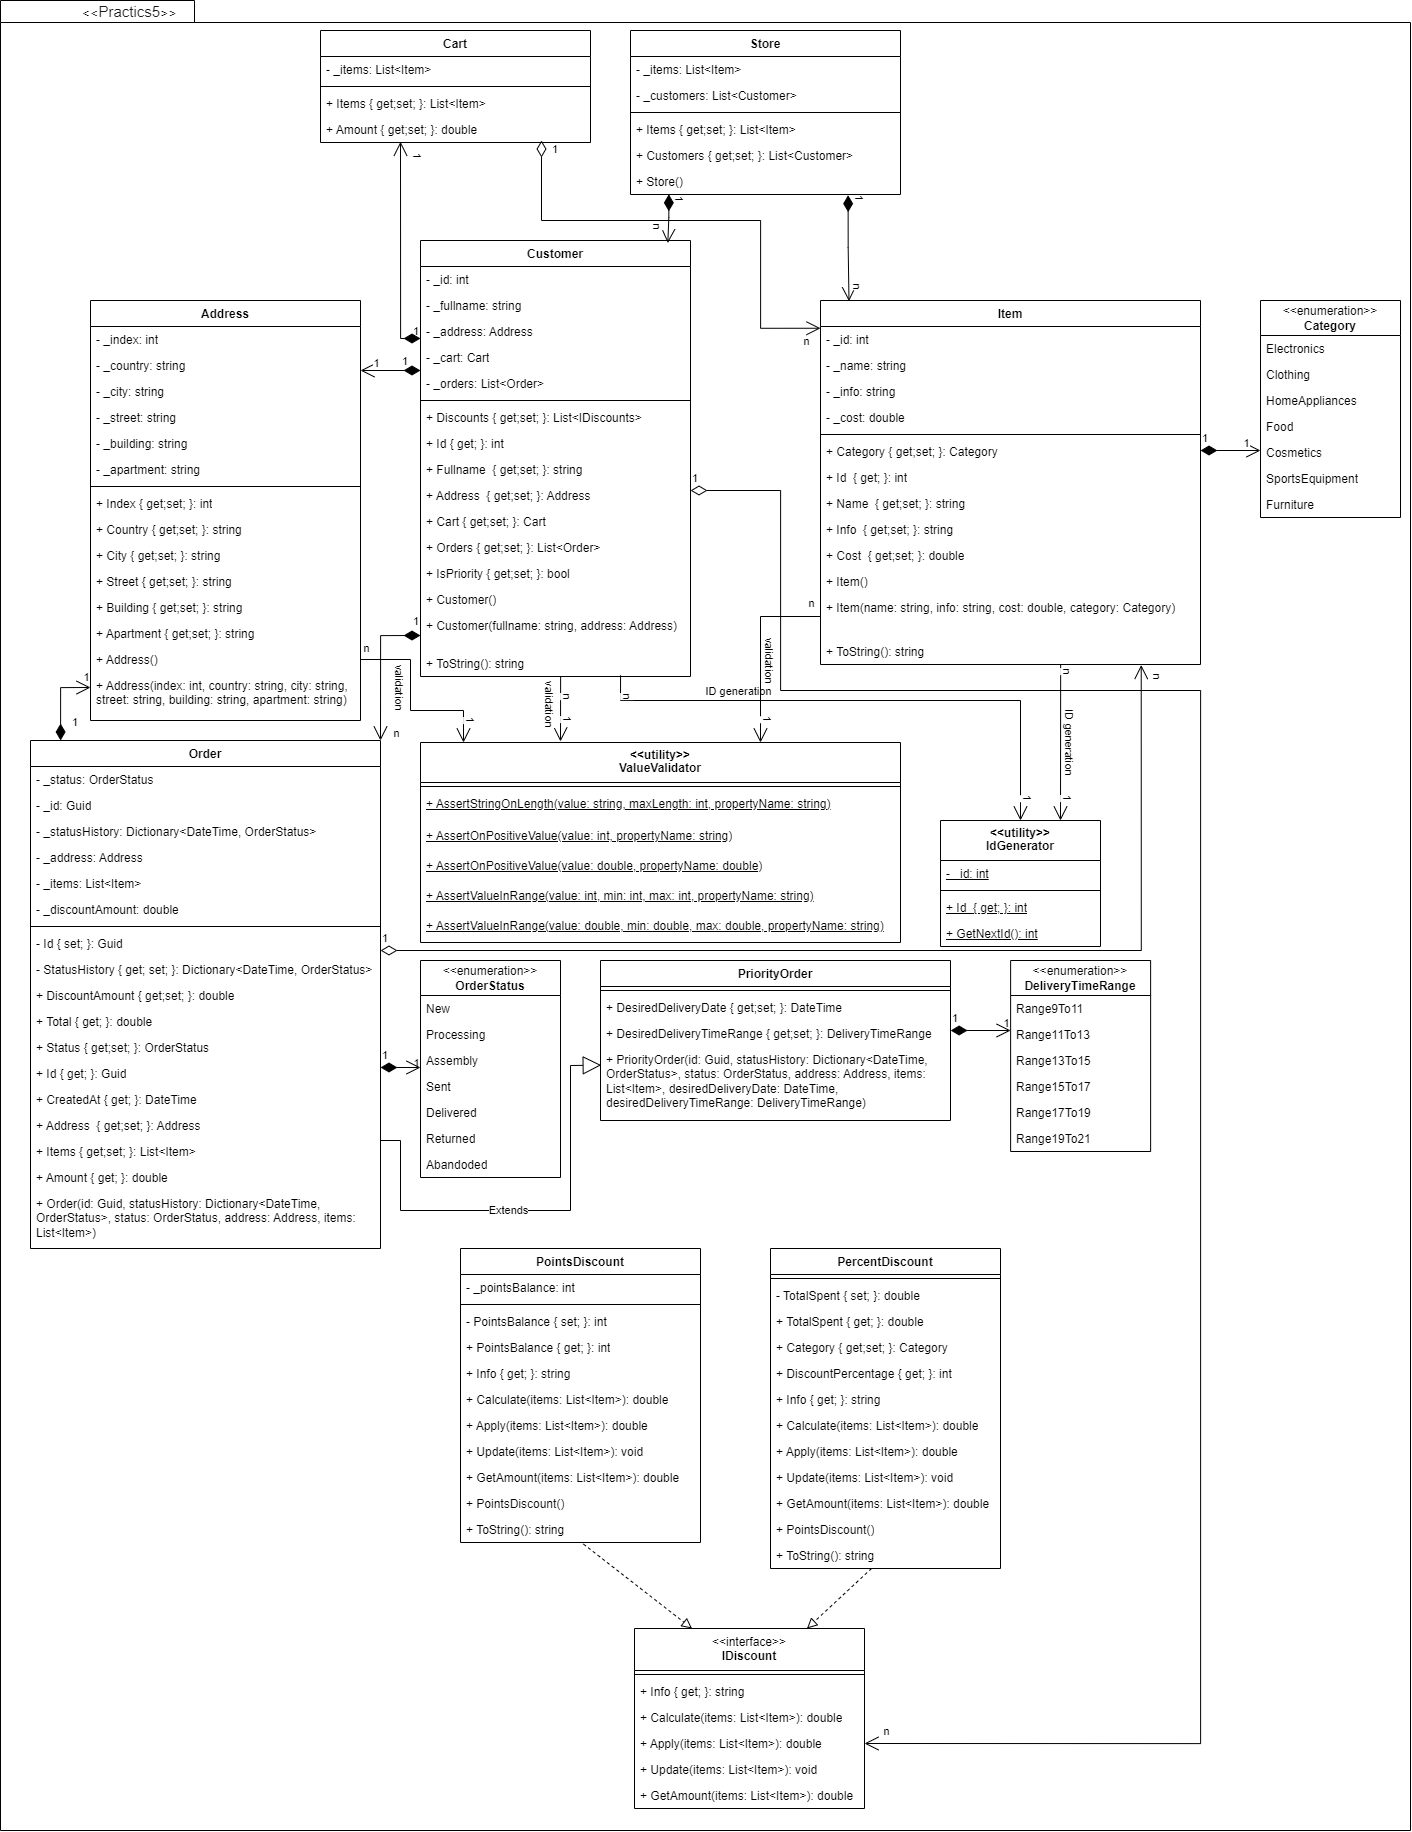 <<Practics5>>
Cart
- _items: List<Item>
+ Items { get;set; }: List<Item>
+ Amount { get;set; }: double
Store
- _items: List<Item>
- _customers: List<Customer>
+ Items { get;set; }: List<Item>
+ Customers { get;set; }: List<Customer>
+ Store()
1
1
1
1
n
n
n
Customer
- _id: int
- _fullname: string
- _address: Address
- _cart: Cart
- _orders: List<Order>
+ Discounts { get;set; }: List<IDiscounts>
+ Id { get; }: int
+ Fullname  { get;set; }: string
+ Address  { get;set; }: Address
+ Cart { get;set; }: Cart
+ Orders { get;set; }: List<Order>
+ IsPriority { get;set; }: bool
+ Customer()
+ Customer(fullname: string, address: Address)
+ ToString(): string
1
1
1
1
1
Address
- _index: int
- _country: string
- _city: string
- _street: string
- _building: string
- _apartment: string
+ Index { get;set; }: int
+ Country { get;set; }: string
+ City { get;set; }: string
+ Street { get;set; }: string
+ Building { get;set; }: string
+ Apartment { get;set; }: string
+ Address()
+ Address(index: int, country: string, city: string,
street: string, building: string, apartment: string)
Item
- _id: int
- _name: string
- _info: string
- _cost: double
+ Category { get;set; }: Category
+ Id  { get; }: int
+ Name  { get;set; }: string
+ Info  { get;set; }: string
+ Cost  { get;set; }: double
+ Item()
+ Item(name: string, info: string, cost: double, category: Category)
+ ToString(): string
1
1
<<enumeration>>
Category
Electronics
Clothing
HomeAppliances
Food
Cosmetics
SportsEquipment
Furniture
n
n
validation
validation
validation
n
n
n
n
ID generation
ID generation
1
1
n
1
1
1
1
1
Order
- _status: OrderStatus
- _id: Guid
- _statusHistory: Dictionary<DateTime, OrderStatus>
- _address: Address
- _items: List<Item>
- _discountAmount: double
- Id { set; }: Guid
- StatusHistory { get; set; }: Dictionary<DateTime, OrderStatus>
+ DiscountAmount { get;set; }: double
+ Total { get; }: double
+ Status { get;set; }: OrderStatus
+ Id { get; }: Guid
+ CreatedAt { get; }: DateTime
+ Address  { get;set; }: Address
+ Items { get;set; }: List<Item>
+ Amount { get; }: double
+ Order(id: Guid, statusHistory: Dictionary<DateTime,
OrderStatus>, status: OrderStatus, address: Address, items:
List<Item>)
<<utility>>
ValueValidator
+ AssertStringOnLength(value: string, maxLength: int, propertyName: string)
+ AssertOnPositiveValue(value: int, propertyName: string)
+ AssertOnPositiveValue(value: double, propertyName: double)
+ AssertValueInRange(value: int, min: int, max: int, propertyName: string)
+ AssertValueInRange(value: double, min: double, max: double, propertyName: string)
<<utility>>
IdGenerator
- _id: int
+ Id  { get; }: int
+ GetNextId(): int
1
1
1
<<enumeration>>
OrderStatus
New
Processing
Assembly
Sent
Delivered
Returned
Abandoded
PriorityOrder
+ DesiredDeliveryDate { get;set; }: DateTime
+ DesiredDeliveryTimeRange { get;set; }: DeliveryTimeRange
+ PriorityOrder(id: Guid, statusHistory: Dictionary<DateTime,
OrderStatus>, status: OrderStatus, address: Address, items:
List<Item>, desiredDeliveryDate: DateTime,
desiredDeliveryTimeRange: DeliveryTimeRange)
1
1
<<enumeration>>
DeliveryTimeRange
Range9To11
Range11To13
Range13To15
Range15To17
Range17To19
Range19To21
Extends
PointsDiscount
- _pointsBalance: int
- PointsBalance { set; }: int
+ PointsBalance { get; }: int
+ Info { get; }: string
+ Calculate(items: List<Item>): double
+ Apply(items: List<Item>): double
+ Update(items: List<Item>): void
+ GetAmount(items: List<Item>): double
+ PointsDiscount()
+ ToString(): string
PercentDiscount
- TotalSpent { set; }: double
+ TotalSpent { get; }: double
+ Category { get;set; }: Category
+ DiscountPercentage { get; }: int
+ Info { get; }: string
+ Calculate(items: List<Item>): double
+ Apply(items: List<Item>): double
+ Update(items: List<Item>): void
+ GetAmount(items: List<Item>): double
+ PointsDiscount()
+ ToString(): string
<<interface>>
IDiscount
+ Info { get; }: string
+ Calculate(items: List<Item>): double
+ Apply(items: List<Item>): double
+ Update(items: List<Item>): void
+ GetAmount(items: List<Item>): double
n